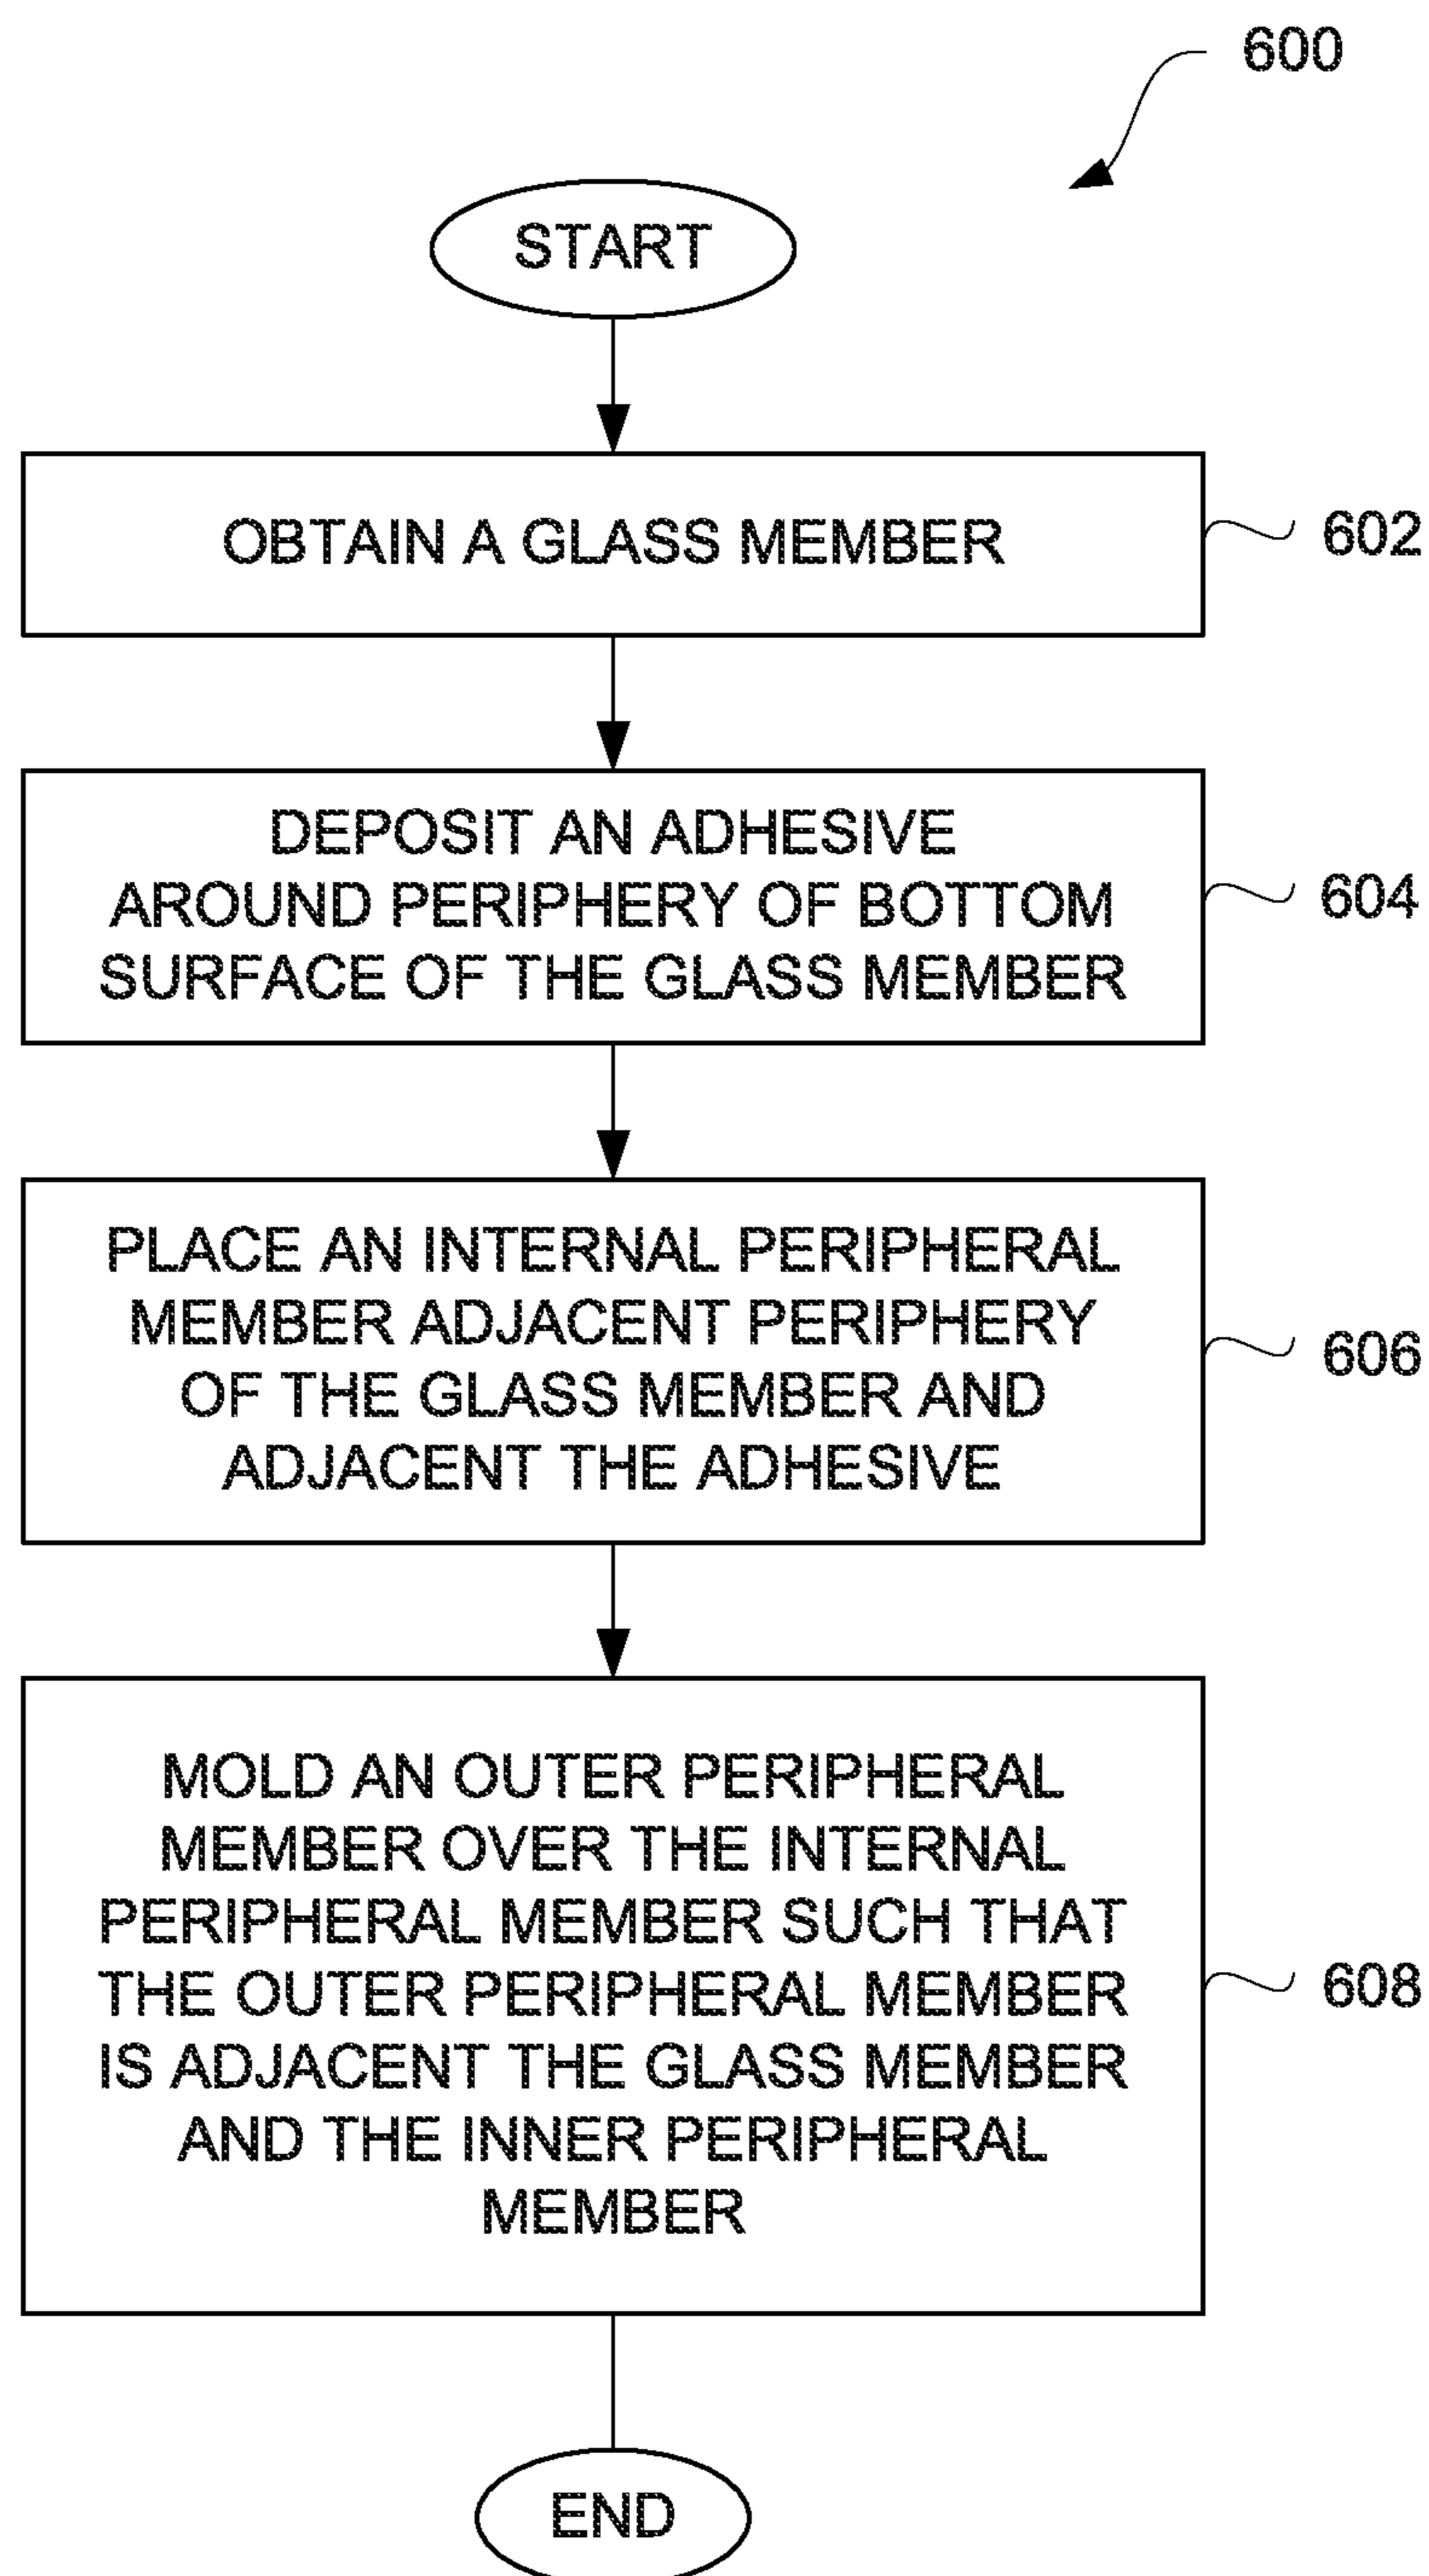 600
START
OBTAIN A GLASS MEMBER
602
DEPOSIT AN ADHESIVE
AROUND PERIPHERY OF BOTTOM
SURFACE OF THE GLASS MEMBER
604
PLACE AN INTERNAL PERIPHERAL
MEMBER ADJACENT PERIPHERY
OF THE GLASS MEMBER AND
ADJACENT THE ADHESIVE
606
MOLD AN OUTER PERIPHERAL
MEMBER OVER THE INTERNAL
PERIPHERAL MEMBER SUCH THAT
THE OUTER PERIPHERAL MEMBER
IS ADJACENT THE GLASS MEMBER
AND THE INNER PERIPHERAL
MEMBER
608
END